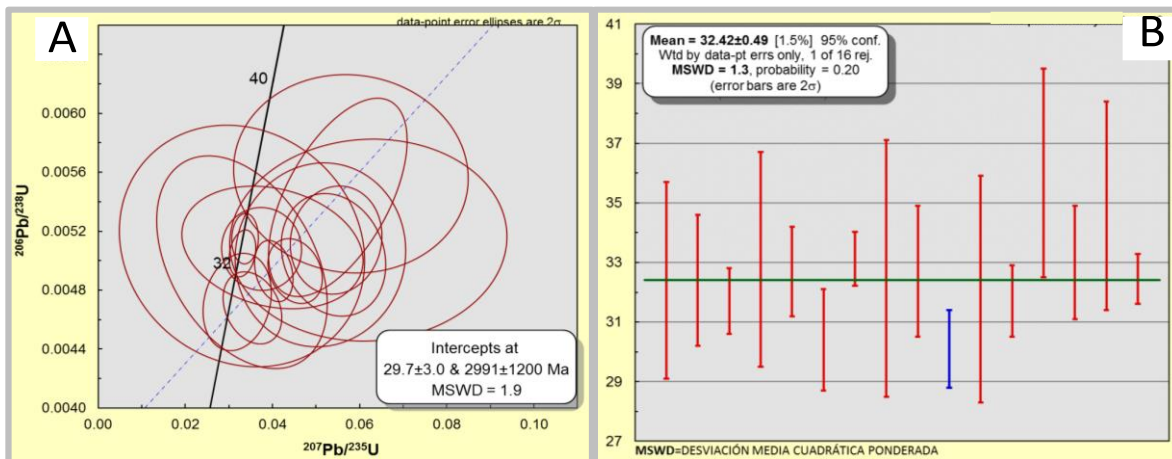 A
data-point error ellipses are 2σ
40
0.0060
0.0056
206Pb/238U
0.0052
32
0.0048
0.0044
0.0040
Intercepts at
29.7±3.0 & 2991±1200 Ma
MSWD = 1.9
0.00
0.02
0.04
0.06
0.08
0.10
207Pb/235U
B
41
39
37
35
33
31
29
27
Mean = 32.42±0.49 [1.5%] 95% conf.
Wtd by data-pt errs only, 1 of 16 rej.
MSWD = 1.3, probability = 0.20
(error bars are 2σ)
MSWD=DESVIACIÓN MEDIA CUADRÁTICA PONDERADA